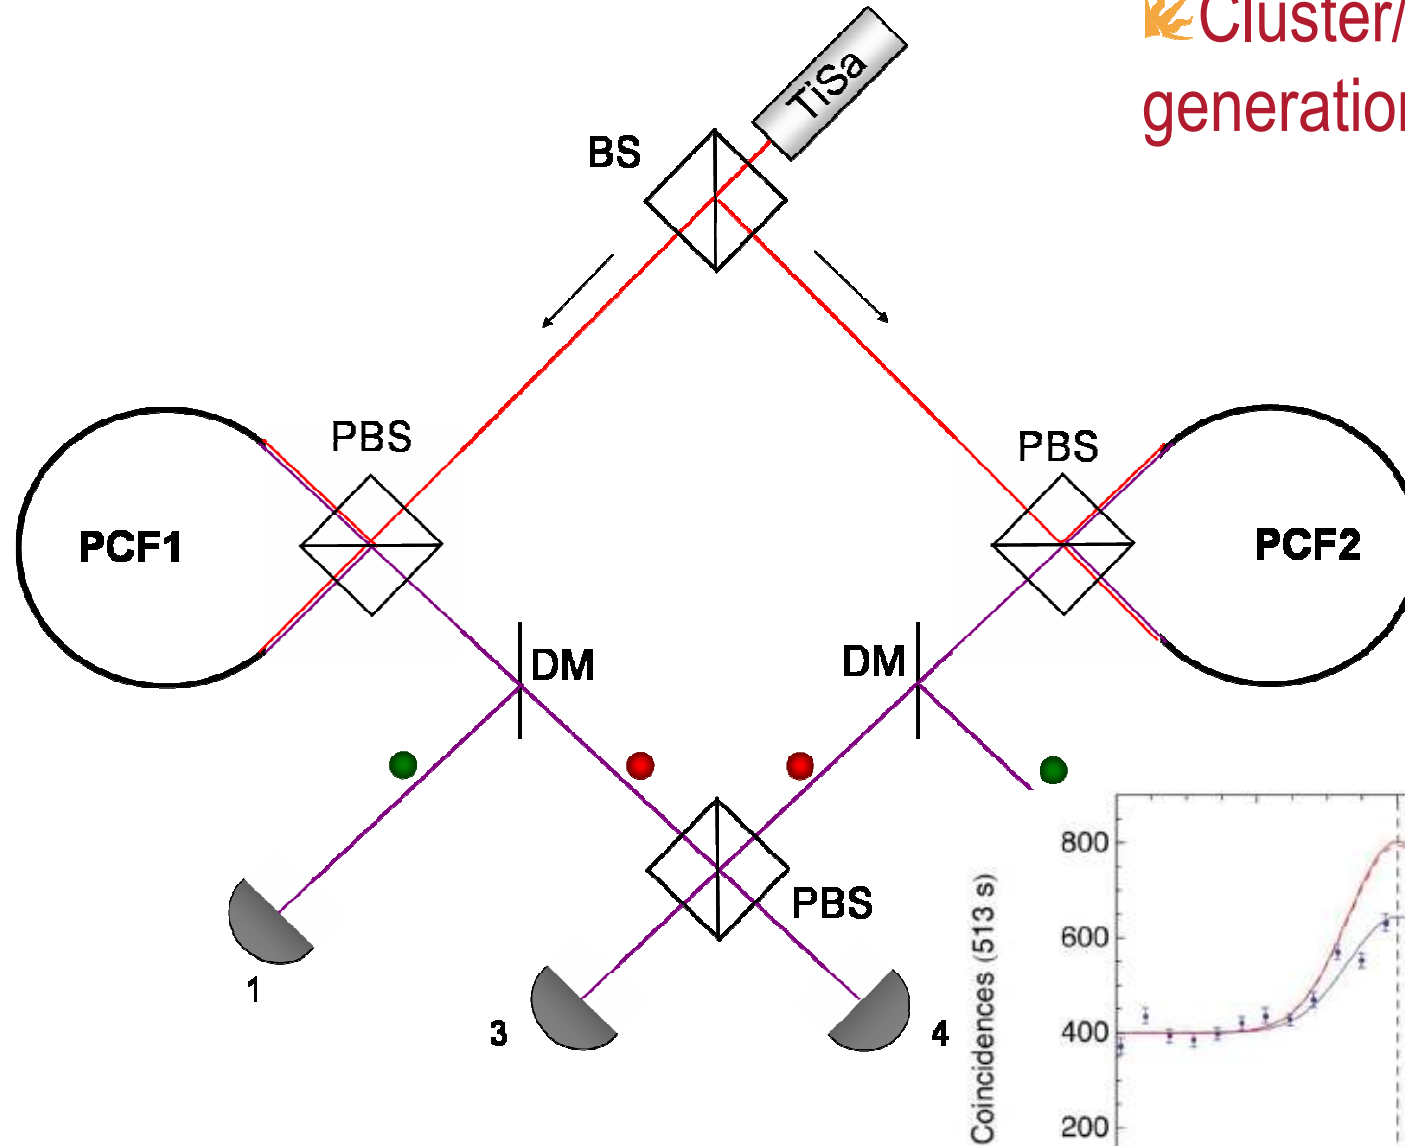 Cluster/
generation
TiSa
BS
PBS
PBS
PCF1
PCF2
DM
DM
PBS
1
3
4
800
600
400
200
Coincidences (513 s)